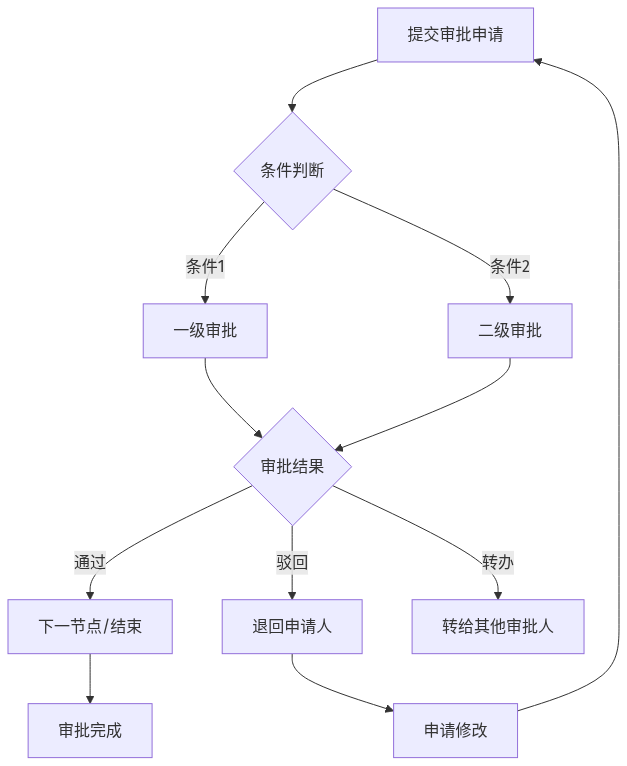 提交审批申请
条件判断
条件1
条件2
一级审批
二级审批
审批结果
通过
驳回
转办
下一节点/结束
退回申请人
转给其他审批人
审批完成
申请修改